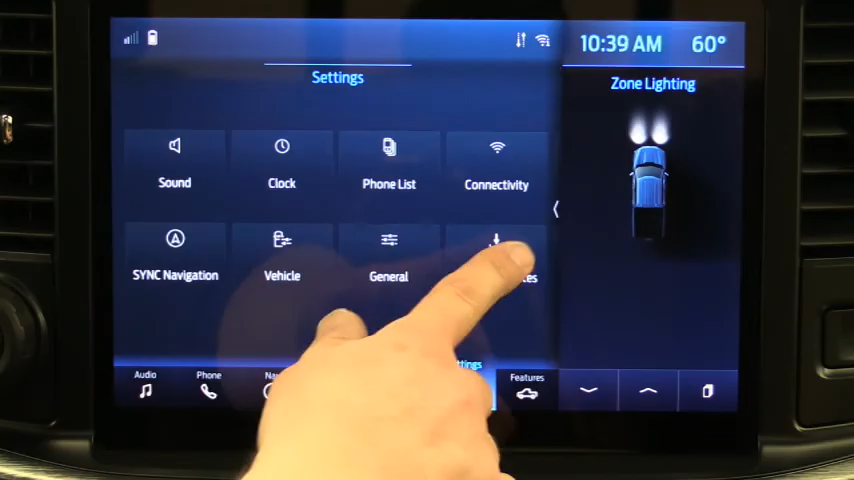 10:39 AM 60°
Settings
Zone Lighting
Sound Clock Phone List Connectivity
SYNC Navigation Vehicle General
Audio Phone Features